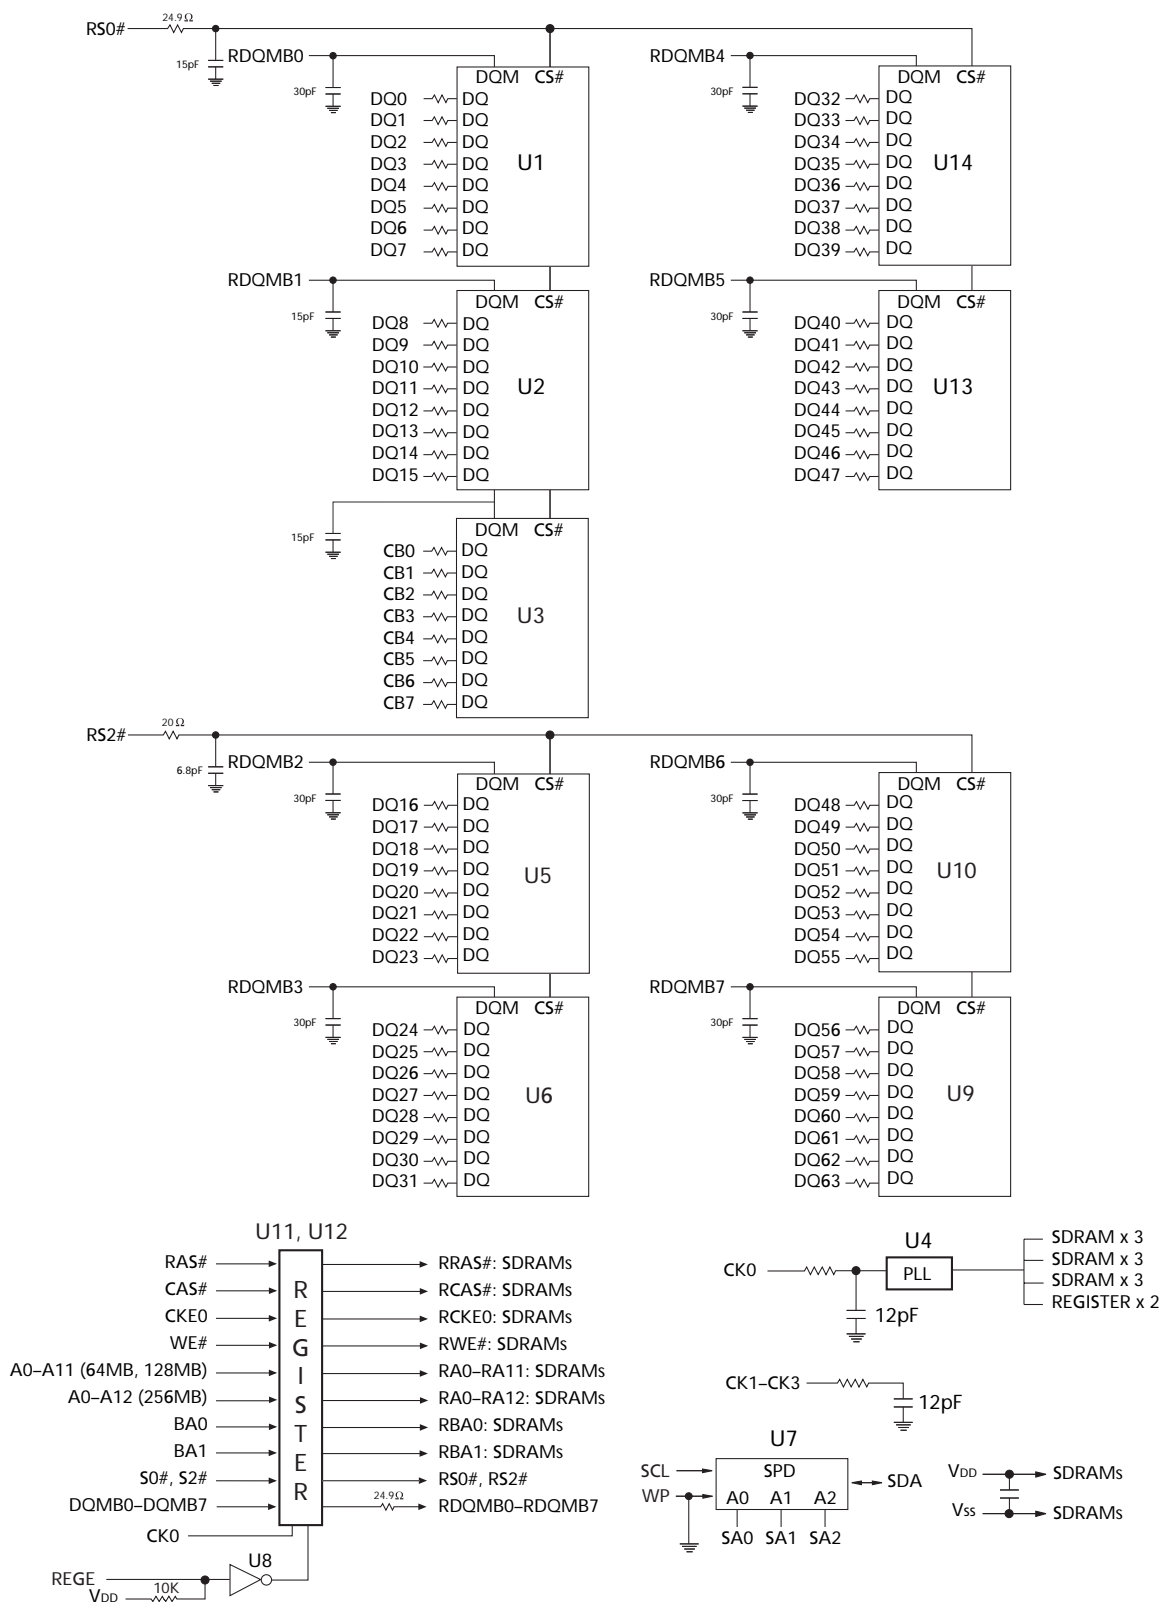 24.9Ω
RS0#
15pF
RDQMB0
30pF
DQM CS#
DQ0 DQ
DQ1 DQ
DQ2 DQ
DQ3 DQ
DQ4 DQ
DQ5 DQ
DQ6 DQ
DQ7 DQ
U1
RDQMB4
30pF
DQM CS#
DQ32 DQ
DQ33 DQ
DQ34 DQ
DQ35 DQ
DQ36 DQ
DQ37 DQ
DQ38 DQ
DQ39 DQ
U14
RDQMB1
15pF
DQM CS#
DQ8 DQ
DQ9 DQ
DQ10 DQ
DQ11 DQ
DQ12 DQ
DQ13 DQ
DQ14 DQ
DQ15 DQ
U2
RDQMB5
30pF
DQM CS#
DQ40 DQ
DQ41 DQ
DQ42 DQ
DQ43 DQ
DQ44 DQ
DQ45 DQ
DQ46 DQ
DQ47 DQ
U13
15pF
DQM CS#
CB0 DQ
CB1 DQ
CB2 DQ
CB3 DQ
CB4 DQ
CB5 DQ
CB6 DQ
CB7 DQ
U3
20Ω
RS2#
6.8pF
RDQMB2
30pF
DQM CS#
DQ16 DQ
DQ17 DQ
DQ18 DQ
DQ19 DQ
DQ20 DQ
DQ21 DQ
DQ22 DQ
DQ23 DQ
U5
RDQMB6
30pF
DQM CS#
DQ48 DQ
DQ49 DQ
DQ50 DQ
DQ51 DQ
DQ52 DQ
DQ53 DQ
DQ54 DQ
DQ55 DQ
U10
RDQMB3
30pF
DQM CS#
DQ24 DQ
DQ25 DQ
DQ26 DQ
DQ27 DQ
DQ28 DQ
DQ29 DQ
DQ30 DQ
DQ31 DQ
U6
RDQMB7
30pF
DQM CS#
DQ56 DQ
DQ57 DQ
DQ58 DQ
DQ59 DQ
DQ60 DQ
DQ61 DQ
DQ62 DQ
DQ63 DQ
U9
U11, U12
REGISTER
RAS# RRAS#: SDRAMs
CAS# RCAS#: SDRAMs
CKE0 RCKE0: SDRAMs
WE# RWE#: SDRAMs
A0–A11 (64MB, 128MB) RA0–RA11: SDRAMs
A0–A12 (256MB) RA0–RA12: SDRAMs
BA0 RBA0: SDRAMs
BA1 RBA1: SDRAMs
S0#, S2# RS0#, RS2#
DQMB0–DQMB7 24.9Ω RDQMB0–RDQMB7
CK0
U8
REGE
VDD 10K
U4
CK0 PLL
12pF
SDRAM x 3
SDRAM x 3
SDRAM x 3
REGISTER x 2
CK1–CK3
12pF
U7
SCL SPD
WP A0 A1 A2
SDA
SA0 SA1 SA2
VDD SDRAMs
Vss SDRAMs